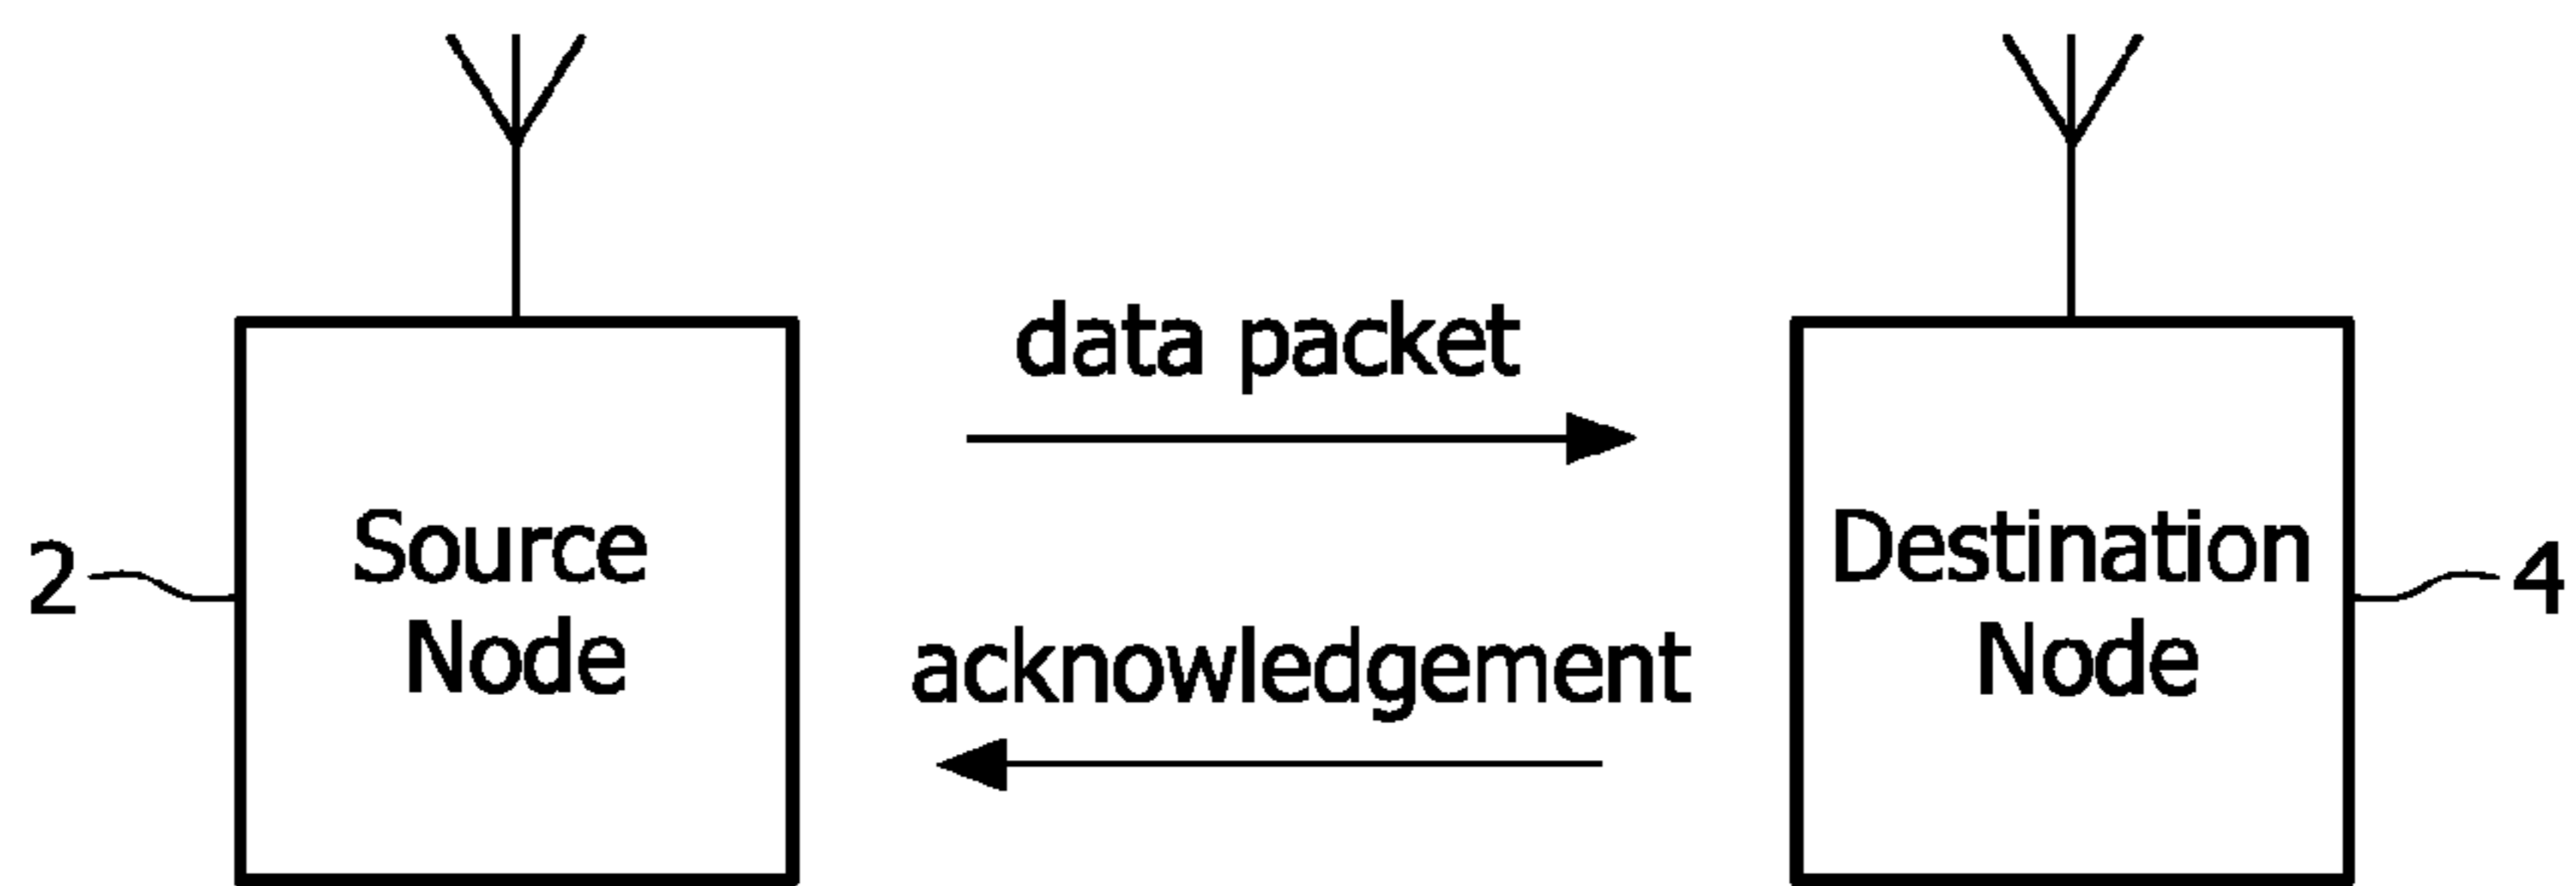 data packet
2
Source
Node
acknowledgement
Destination
Node
4